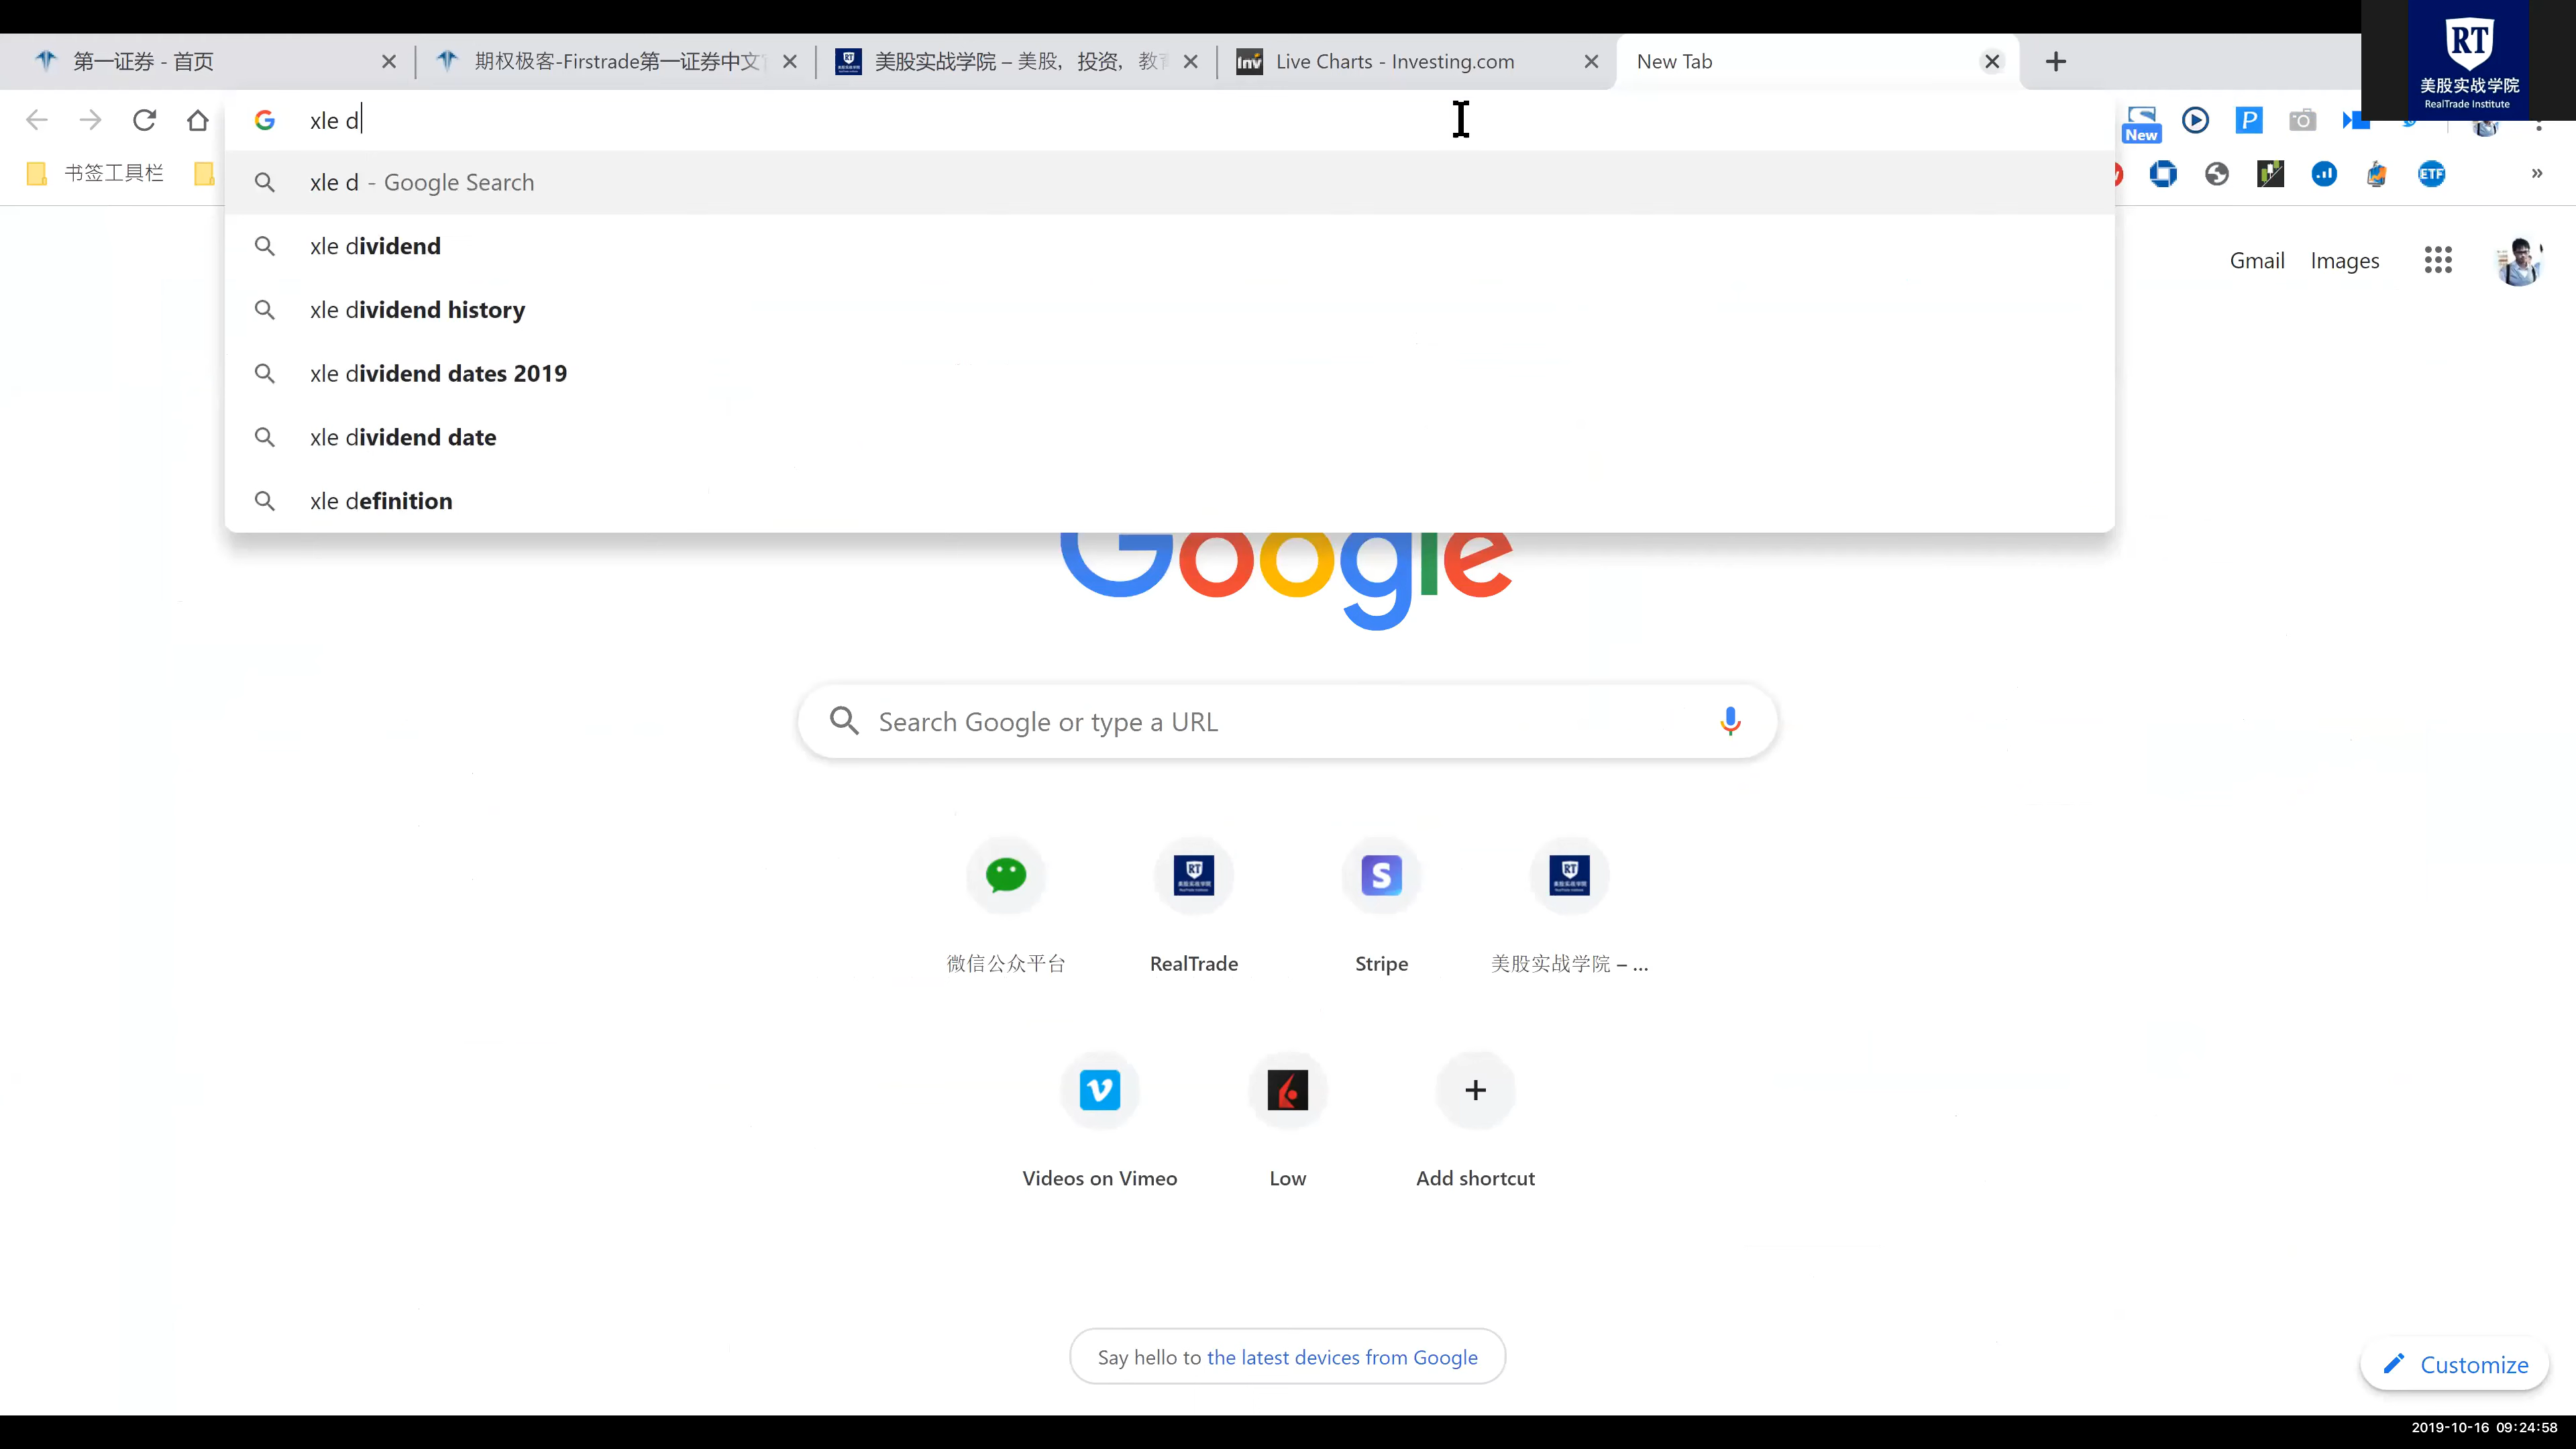 第一证券 - 首页
期权极客-Firstrade第一证券中文
美股实战学院 – 美股, 投资, 教育
Inv Live Charts - Investing.com
New Tab
RT
美股实战学院
RealTrade Institute
xle d
New
P
书签工具栏
ETF
»
xle d - Google Search
xle dividend
xle dividend history
xle dividend dates 2019
xle dividend date
xle definition
Gmail
Images
Google
Search Google or type a URL
微信公众平台
RealTrade
Stripe
美股实战学院 – ...
Videos on Vimeo
Low
Add shortcut
Say hello to the latest devices from Google
Customize
2019-10-16 09:24:58